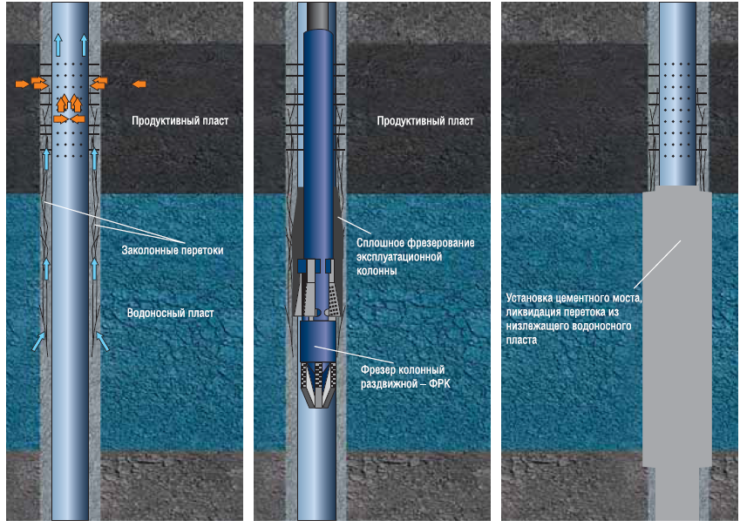 Продуктивный пласт
Заколонные перетоки
Водоносный пласт
Продуктивный пласт
Сплошное фрезерование
эксплуатационной
колонны
Фрезер колонный
раздвижной – ФРК
Установка цементного моста,
ликвидация перетока из
низлежащего водоносного
пласта